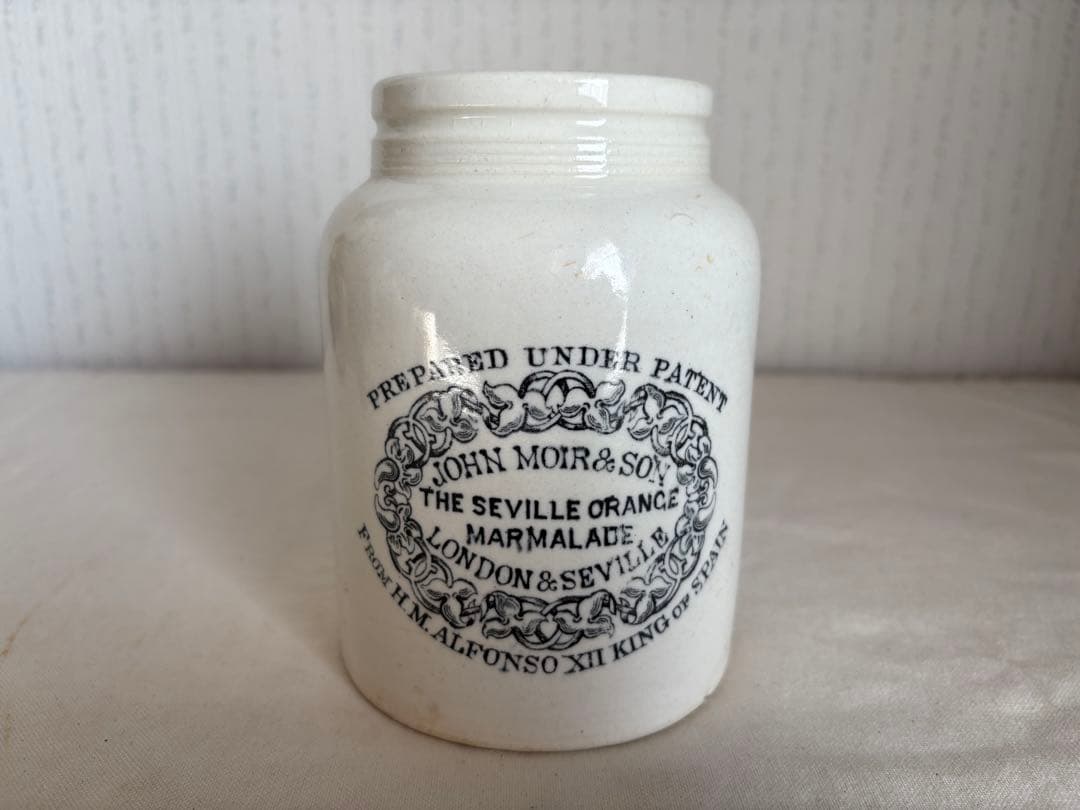 PREPARED UNDER PATENT
JOHN MOIR & SON
THE SEVILLE ORANGE
MARMALADE
LONDON & SEVILLE
FROM H.M. ALFONSO XII KING OF SPAIN